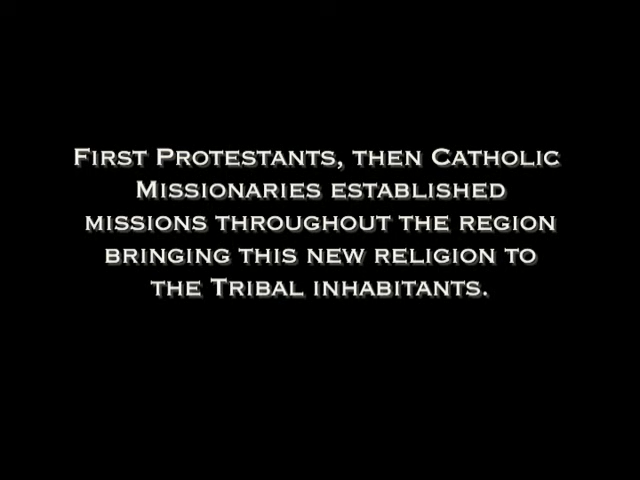 First Protestants, then Catholic
Missionaries established
missions throughout the region
bringing this new religion to
the Tribal inhabitants.